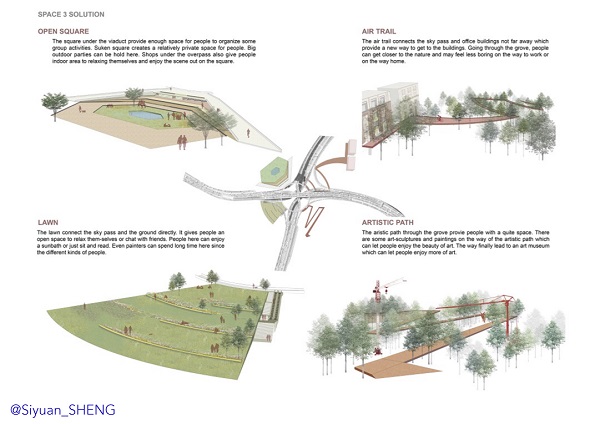 SPACE 3 SOLUTION
OPEN SQUARE
The square under the viaduct provide enough space for people to organize some
group activities. Suken square creates a relatively private space for people. Big
outdoor parties can be hold here. Shops under the overpass also give people
indoor area to relaxing themselves and enjoy the scene out on the square.
AIR TRAIL
The air trail connects the sky pass and office buildings not far away which
provide a new way to get to the buildings. Going through the grove, people
can get closer to the nature and may feel less boring on the way to work or
on the way home.
LAWN
The lawn connect the sky pass and the ground directly. It gives people an
open space to relax them-selves or chat with friends. People here can enjoy
a sunbath or just sit and read. Even painters can spend long time here since
the different kinds of people.
ARTISTIC PATH
The aristic path through the grove provie people with a quite space. There
are some art-sculptures and paintings on the way of the artistic path which
can let people enjoy the beauty of art. The way finally lead to an art museum
which can let people enjoy more of art.
@Siyuan_SHENG